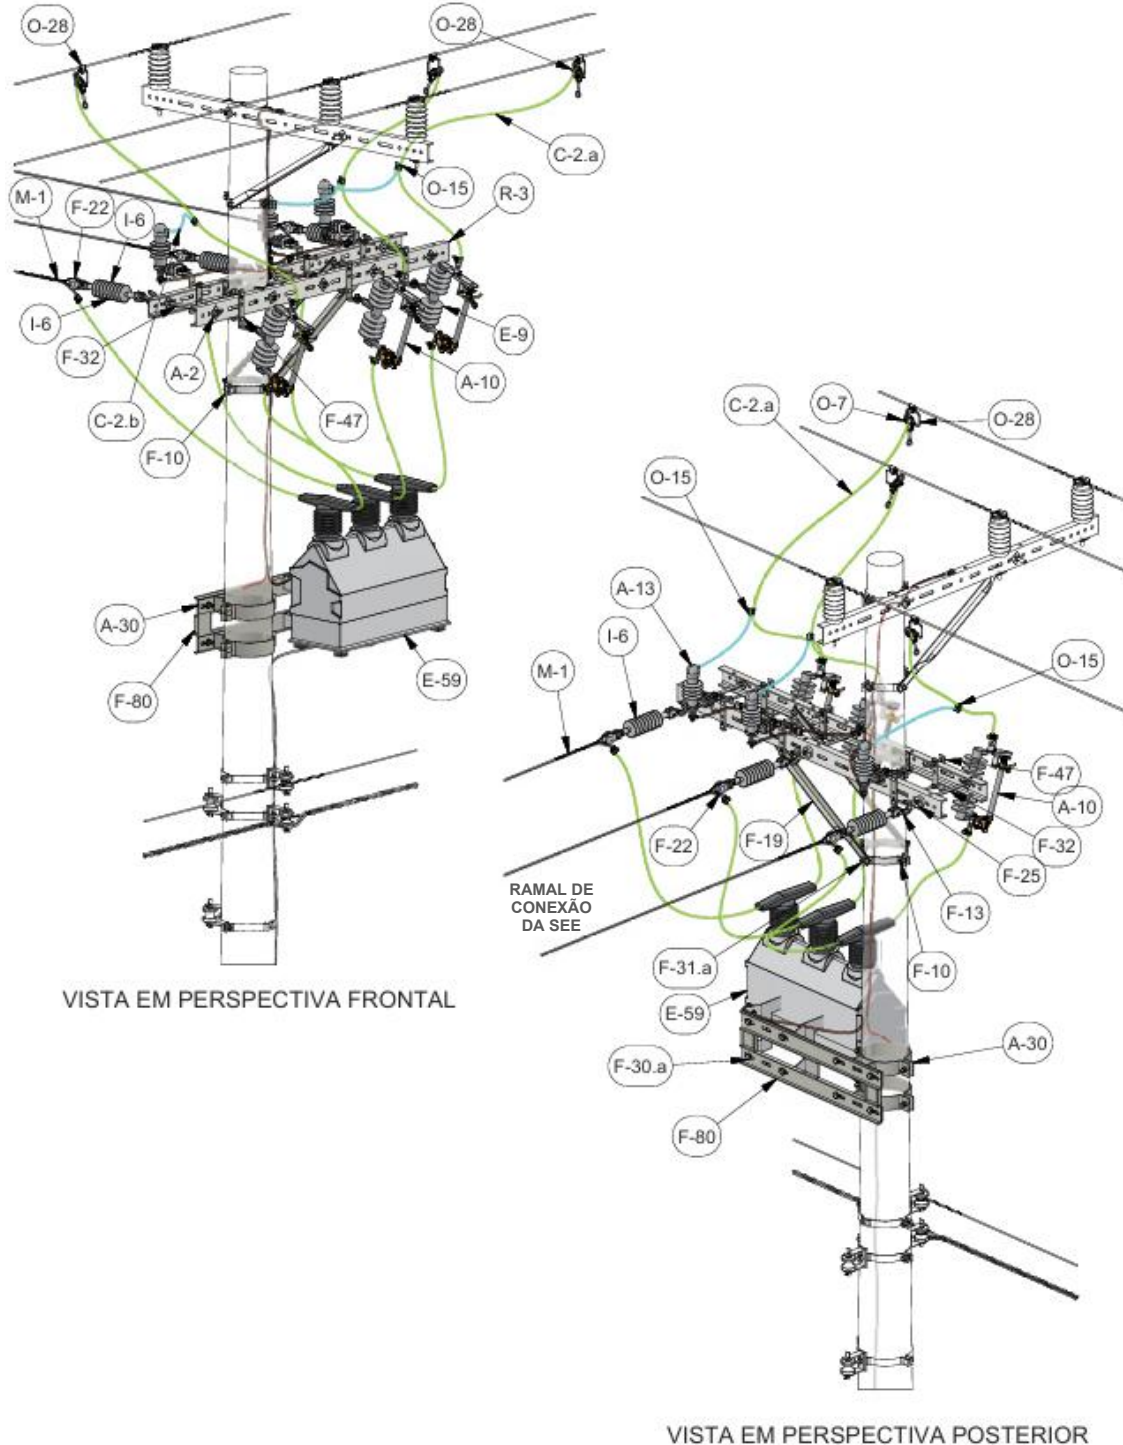 O-28
O-28
C-2.a
O-15
M-1
F-22
I-6
R-3
I-6
F-32
A-2
E-9
A-10
C-2.b
F-47
F-10
A-30
F-80
E-59
VISTA EM PERSPECTIVA FRONTAL
C-2.a
O-7
O-28
O-15
A-13
I-6
M-1
O-15
F-47
A-10
F-32
F-22
F-19
F-25
F-13
RAMAL DE
CONEXÃO
DA SEE
F-31.a
F-10
E-59
A-30
F-30.a
F-80
VISTA EM PERSPECTIVA POSTERIOR